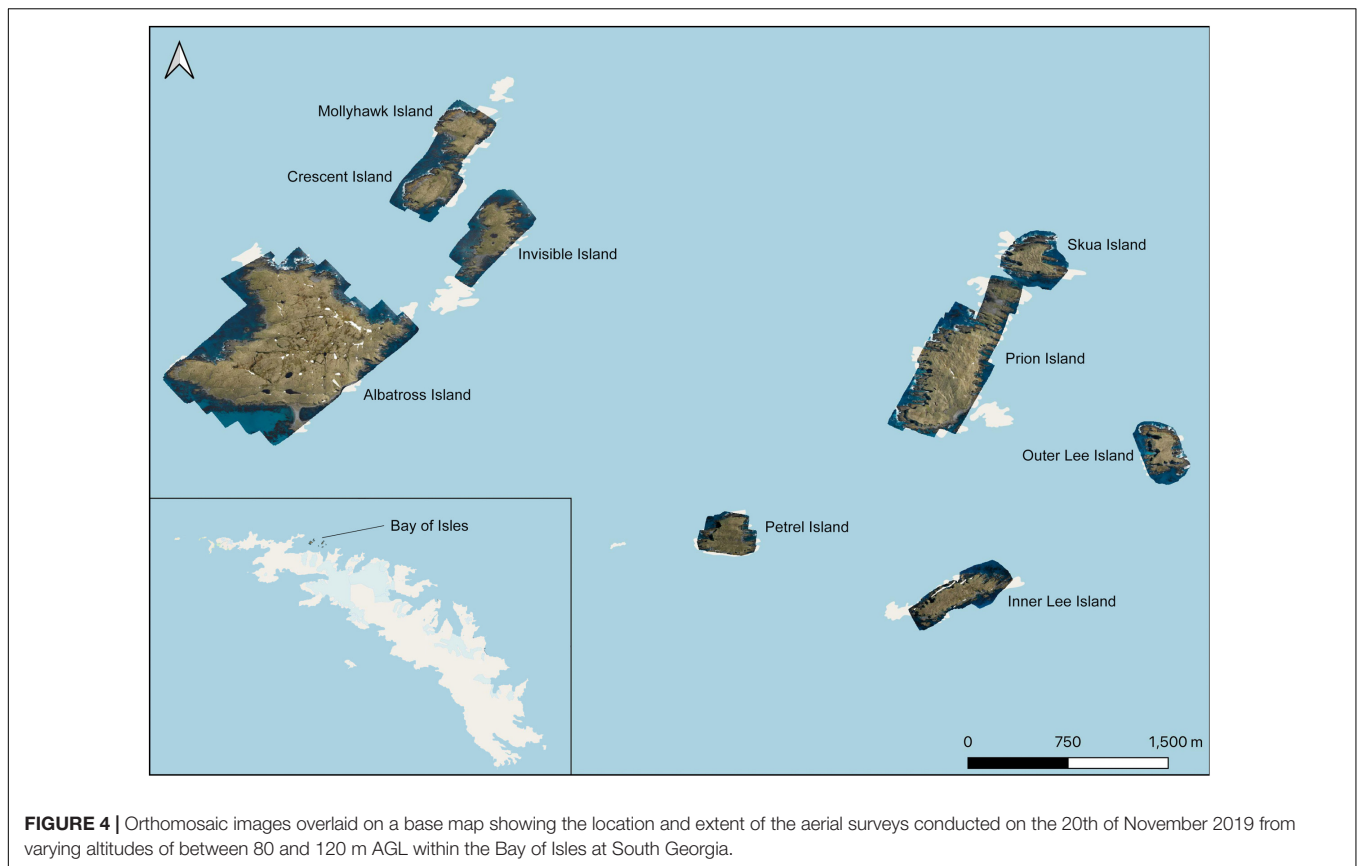 Mollyhawk Island
Crescent Island
Invisible Island
Skua Island
Prion Island
Albatross Island
Outer Lee Island
Bay of Isles
Petrel Island
Inner Lee Island
0 750 1,500 m
FIGURE 4 | Orthomosaic images overlaid on a base map showing the location and extent of the aerial surveys conducted on the 20th of November 2019 from
varying altitudes of between 80 and 120 m AGL within the Bay of Isles at South Georgia.